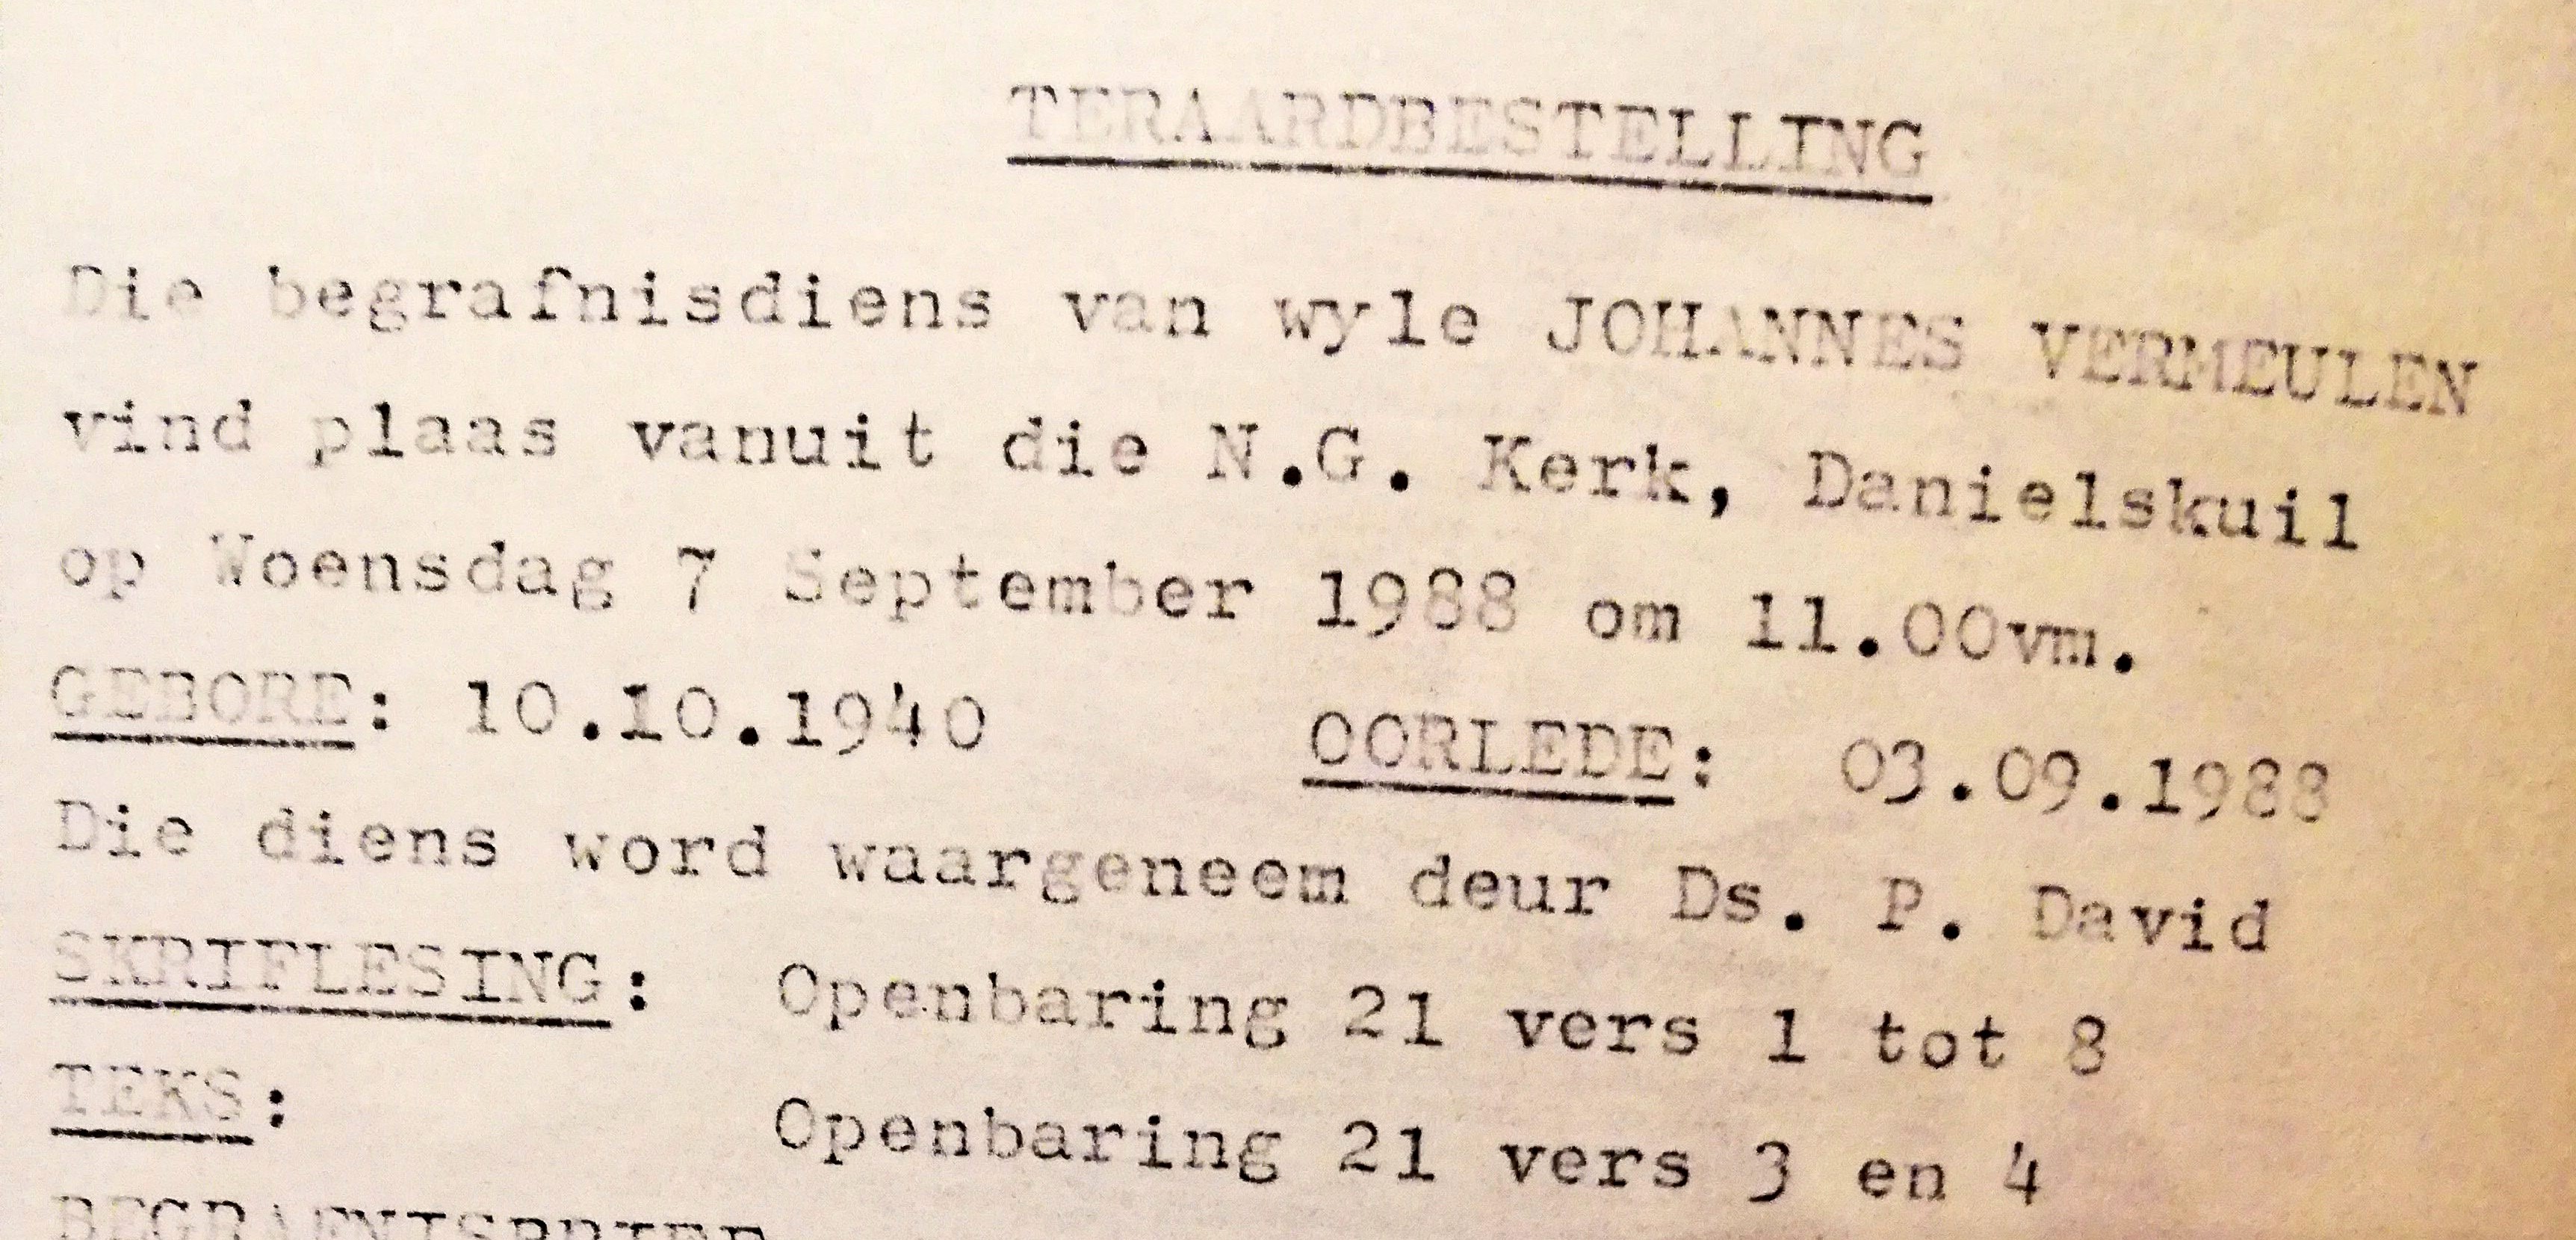 TERAARDBESTELLING
Die begrafnisdiens van wyle JOHANNES VERMEULEN
vind plaas vanuit die N.G. Kerk, Danielskuil
op Woensdag 7 September 1988 om 11.00vm.
GEBORE: 10.10.1940 OORLEDE: 03.09.1988
Die diens word waargeneem deur Ds. P. David
SKRIFLESING: Openbaring 21 vers 1 tot 8
TEKS: Openbaring 21 vers 3 en 4